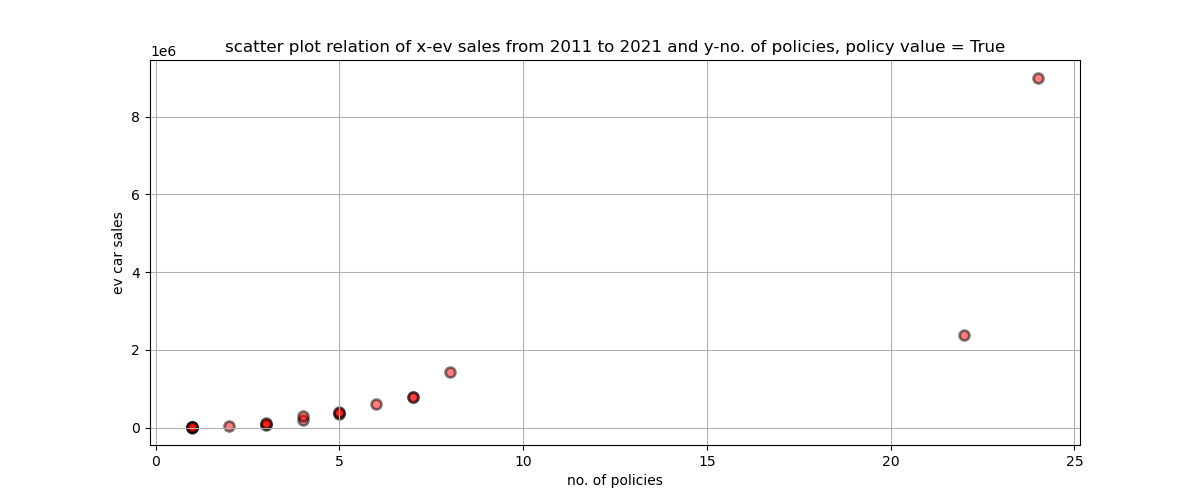 scatter plot relation of x-ev sales from 2011 to 2021 and y-no. of policies, policy value = True
1e6
8
6
4
2
0
ev car sales
0 5 10 15 20 25
no. of policies